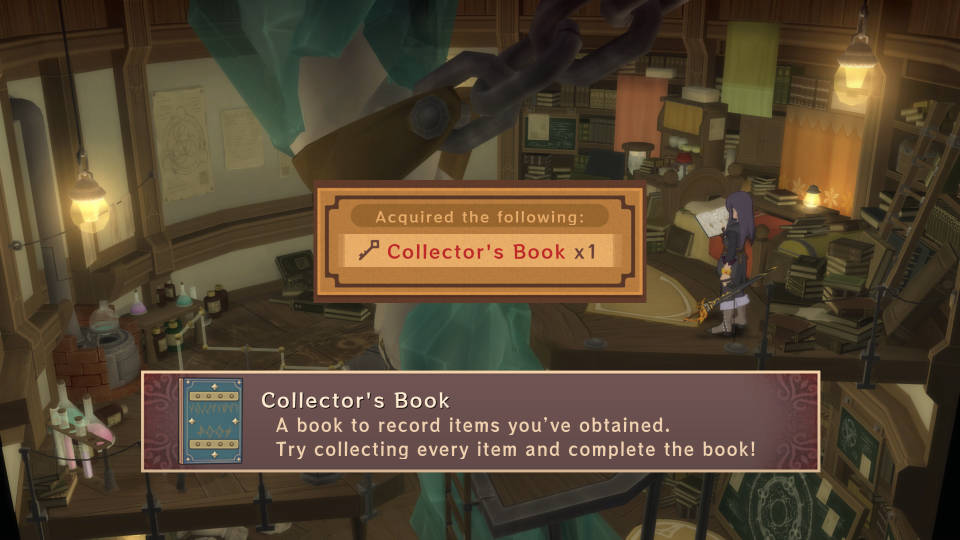 Acquired the following:
Collector's Book x1
Collector's Book
A book to record items you've obtained.
Try collecting every item and complete the book!